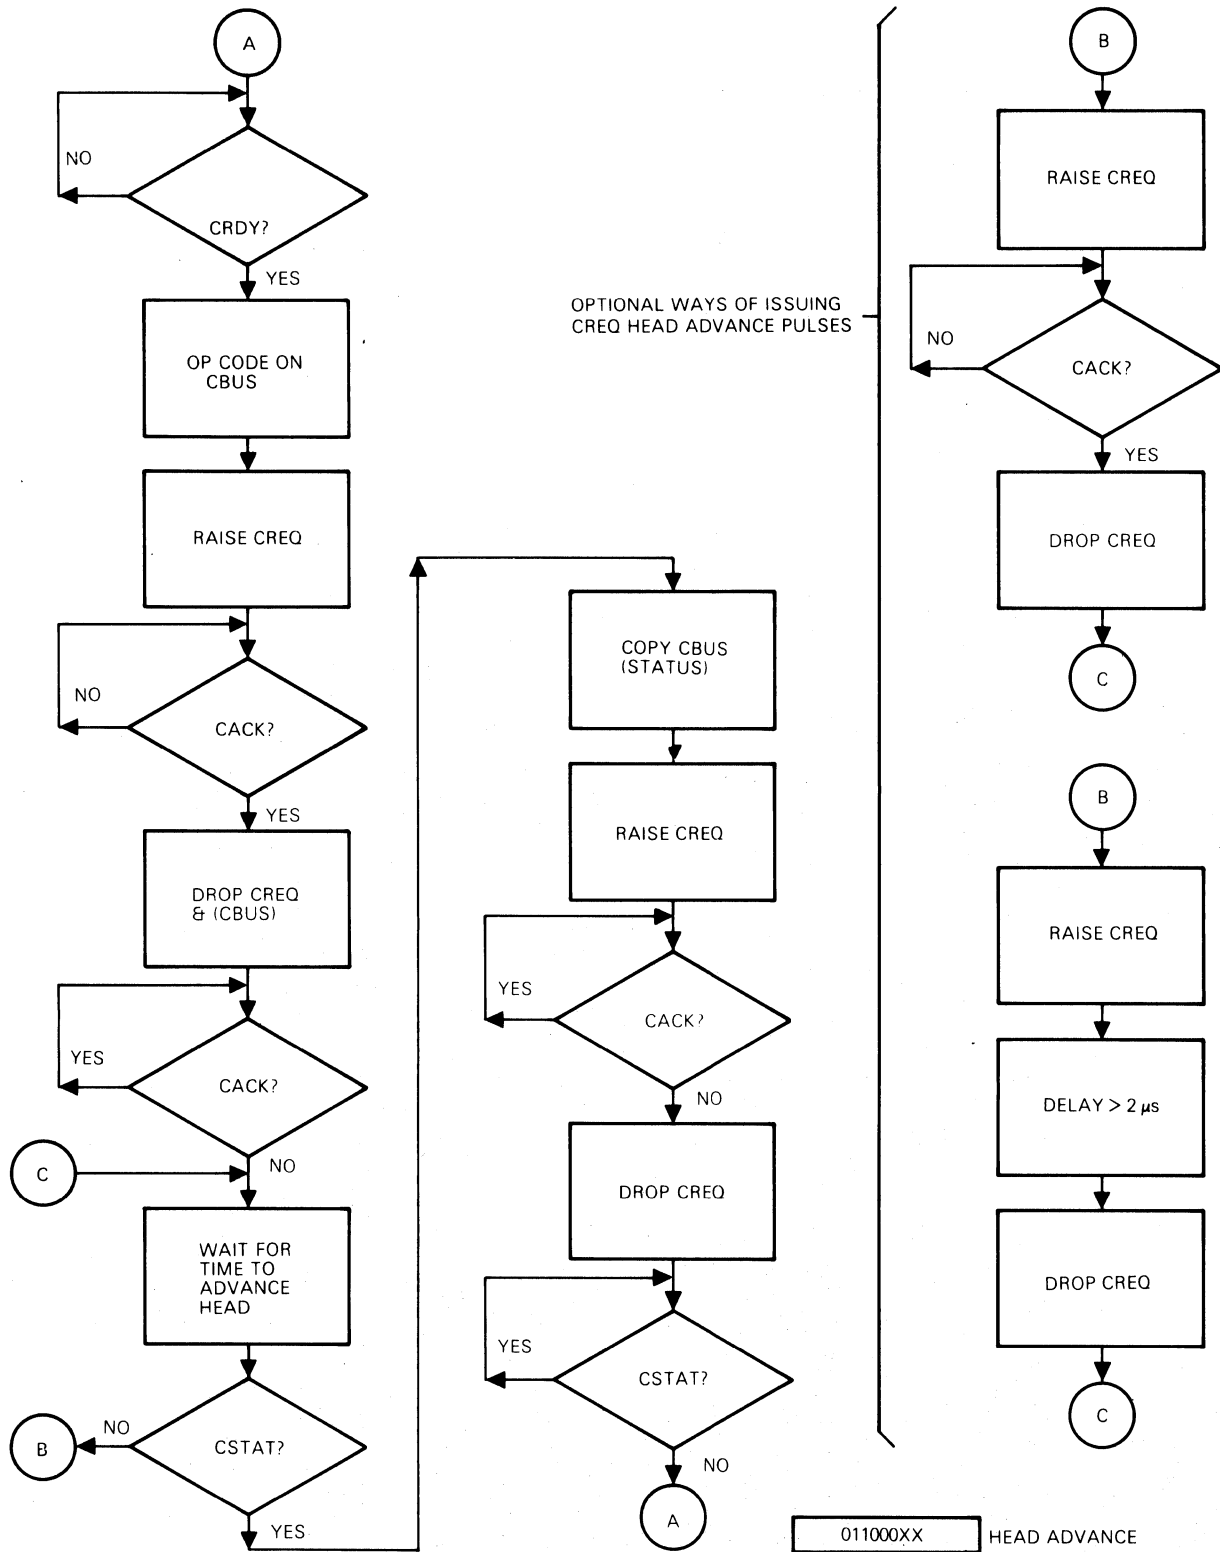 A
NO
CRDY?
YES
OP CODE ON
CBUS
RAISE CREQ
NO
CACK?
YES
DROP CREQ
& (CBUS)
YES
CACK?
NO
C
WAIT FOR
TIME TO
ADVANCE
HEAD
NO
B
CSTAT?
YES
COPY CBUS
(STATUS)
RAISE CREQ
YES
CACK?
NO
DROP CREQ
YES
CSTAT?
NO
A
OPTIONAL WAYS OF ISSUING
CREQ HEAD ADVANCE PULSES
B
RAISE CREQ
NO
CACK?
YES
DROP CREQ
C
B
RAISE CREQ
DELAY > 2 µs
DROP CREQ
C
011000XX HEAD ADVANCE